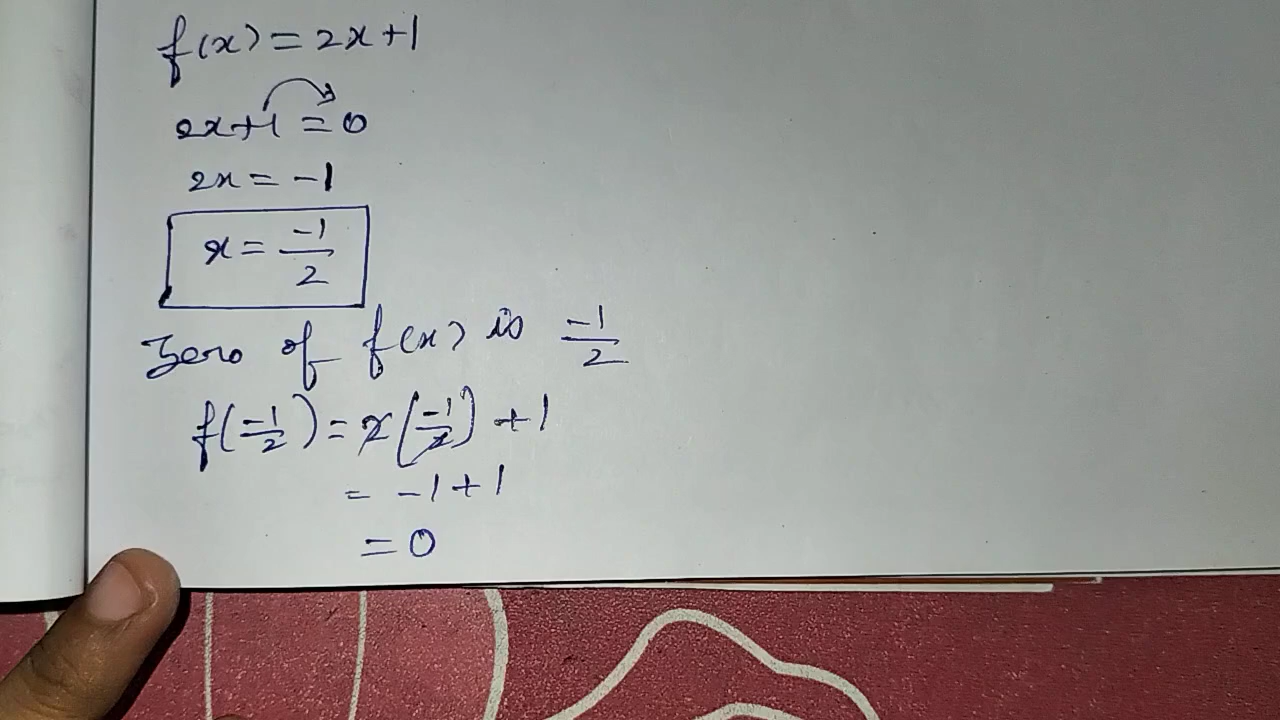 f(x) = 2x+1
2x+1 = 0
2x = -1
x = -1/2
Zero of f(x) is -1/2
f(-1/2) = 2(-1/2) +1
= -1+1
= 0